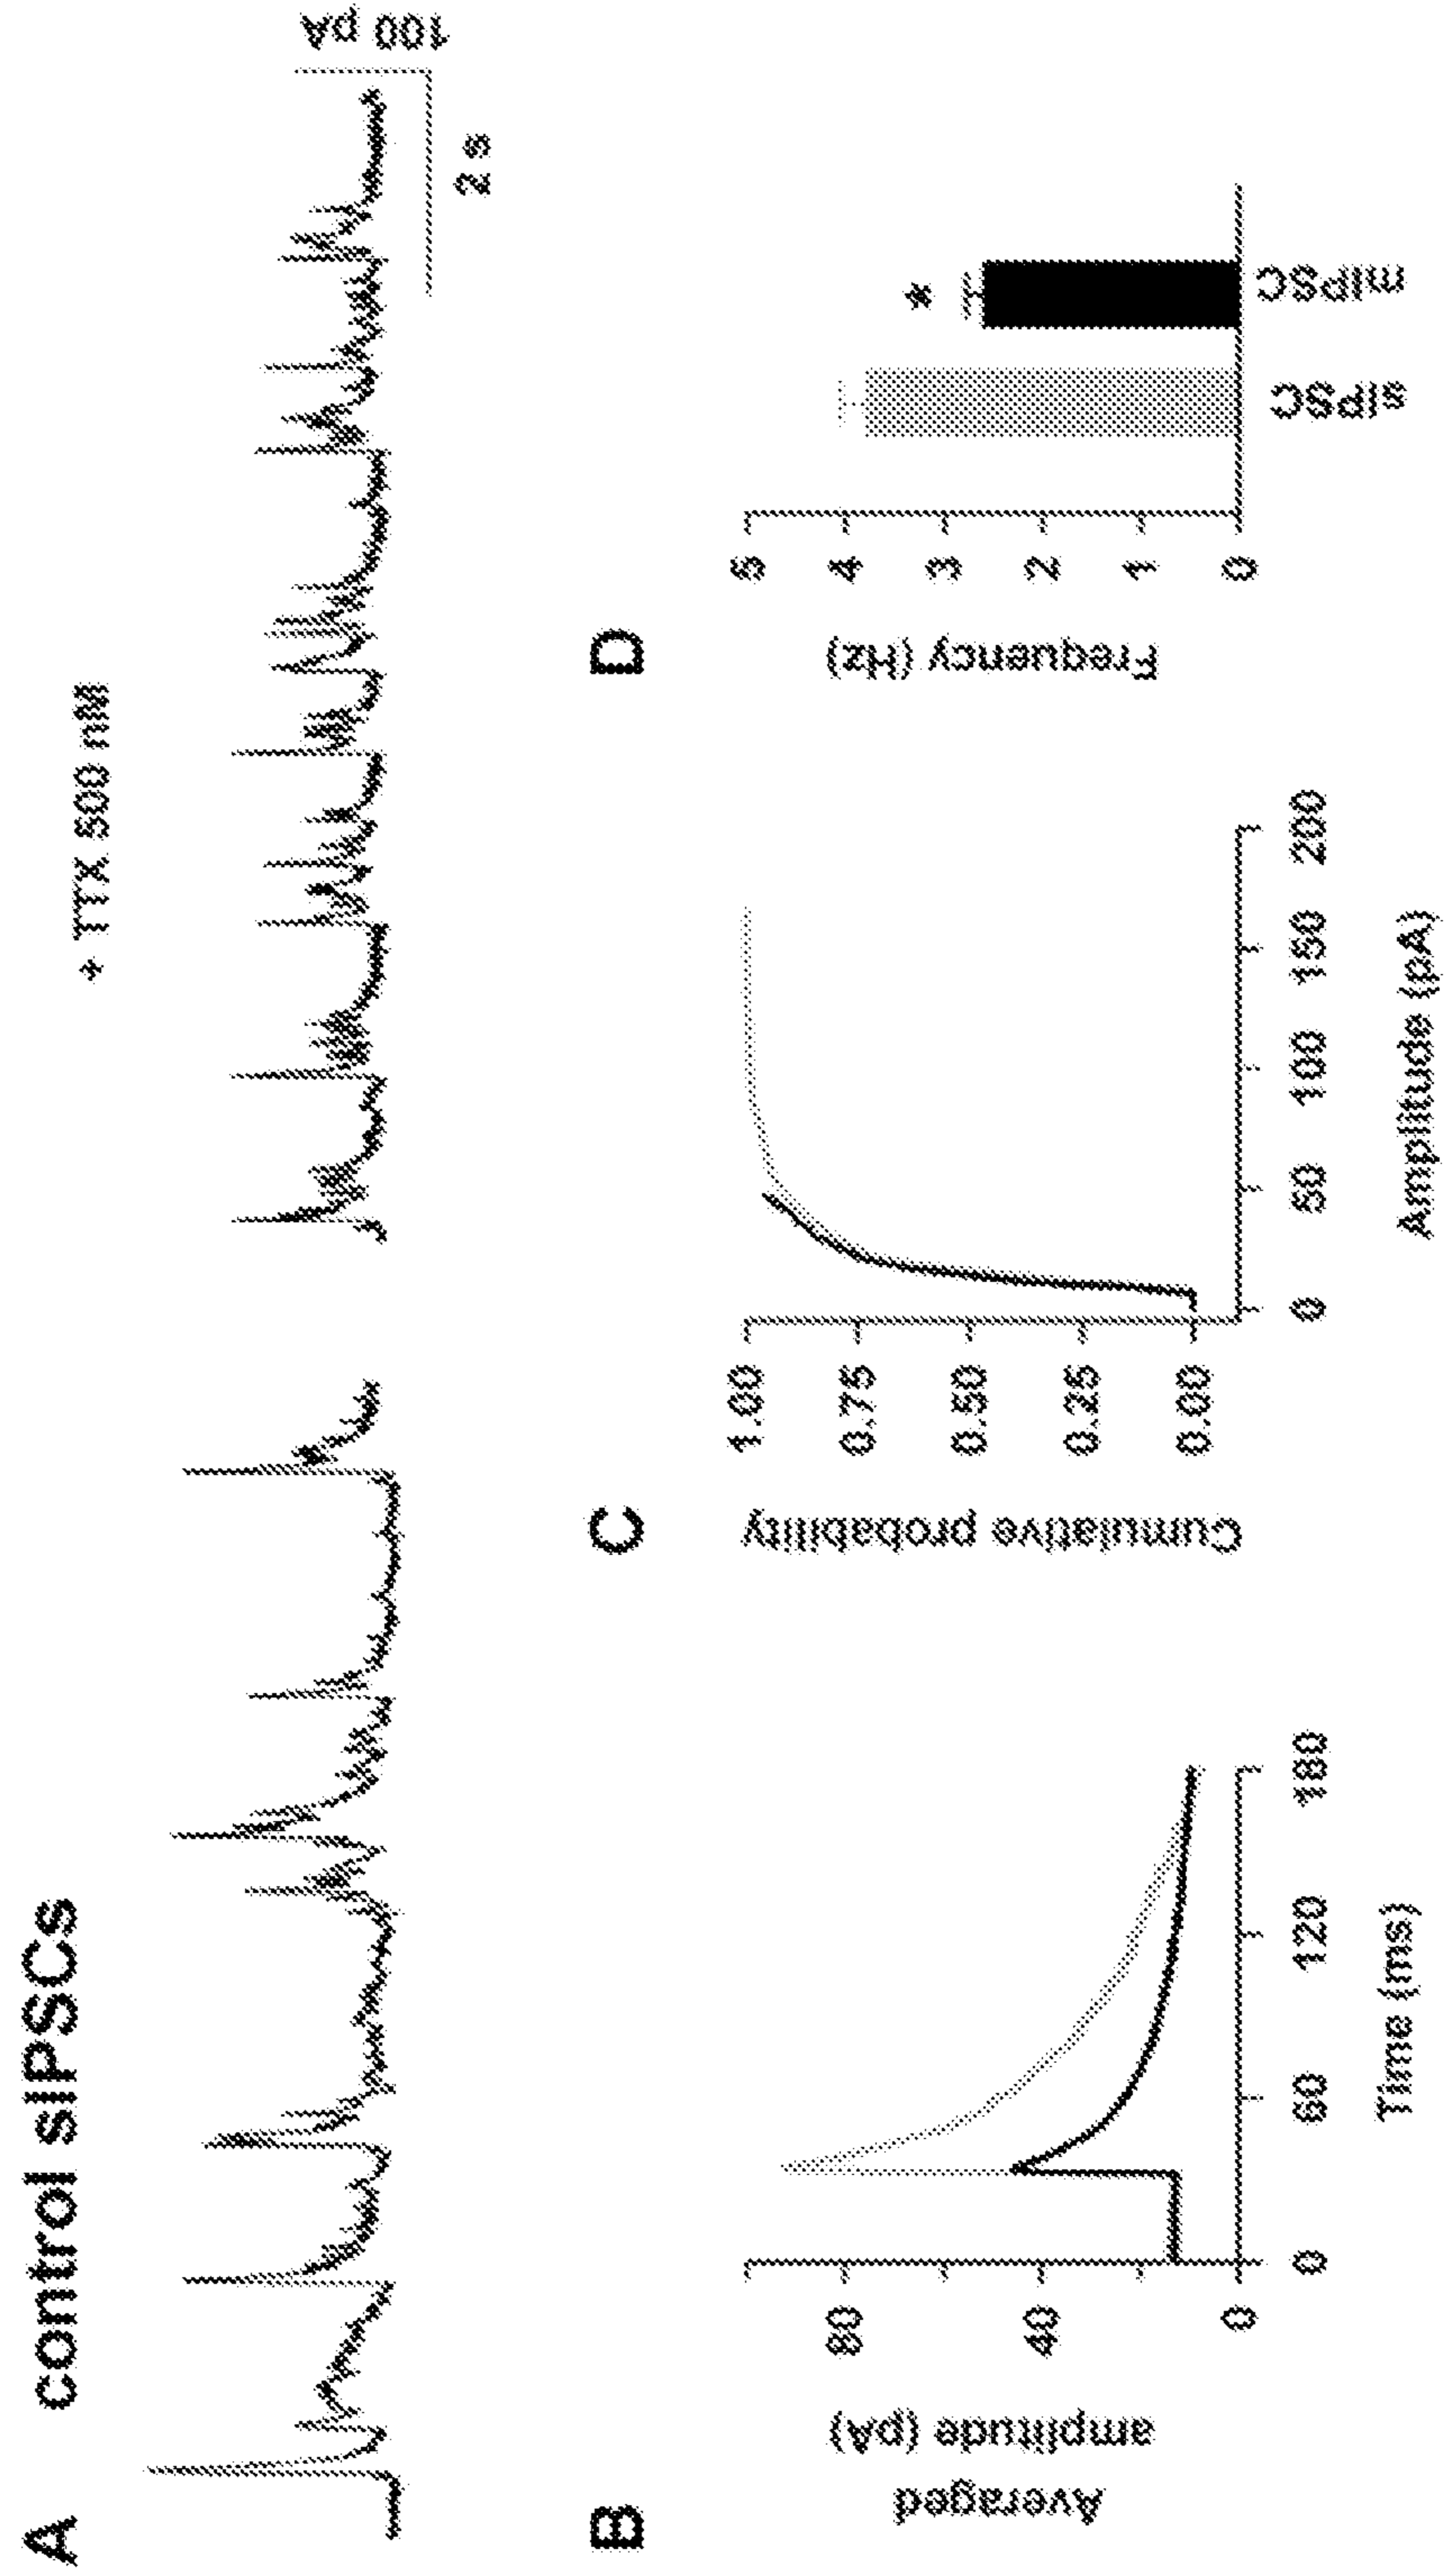 A control sIPSCs
+ TTX 500 nM
100 pA
2 s
B
Averaged
amplitude (pA)
80
40
0
0 60 120 180
Time (ms)
C
Cumulative probability
1.00
0.75
0.50
0.25
0.00
0 50 100 150 200
Amplitude (pA)
D
Frequency (Hz)
5
4
3
2
1
0
*
sIPSC mIPSC